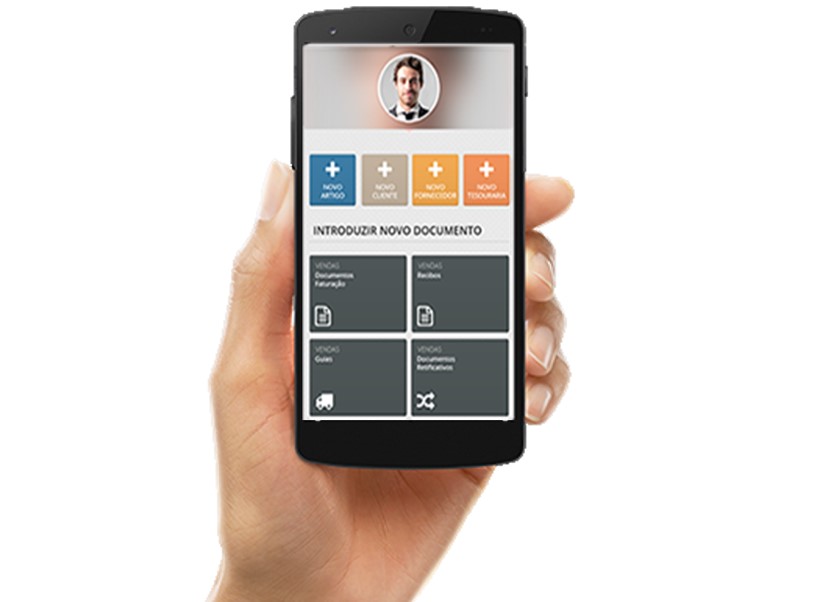 NOVO
ARTIGO
NOVO
CLIENTE
NOVO
FORNECEDOR
NOVO
TESOURARIA
INTRODUZIR NOVO DOCUMENTO
VENDAS
Documentos
Faturação
VENDAS
Recibos
VENDAS
Guias
VENDAS
Documentos
Retificativos